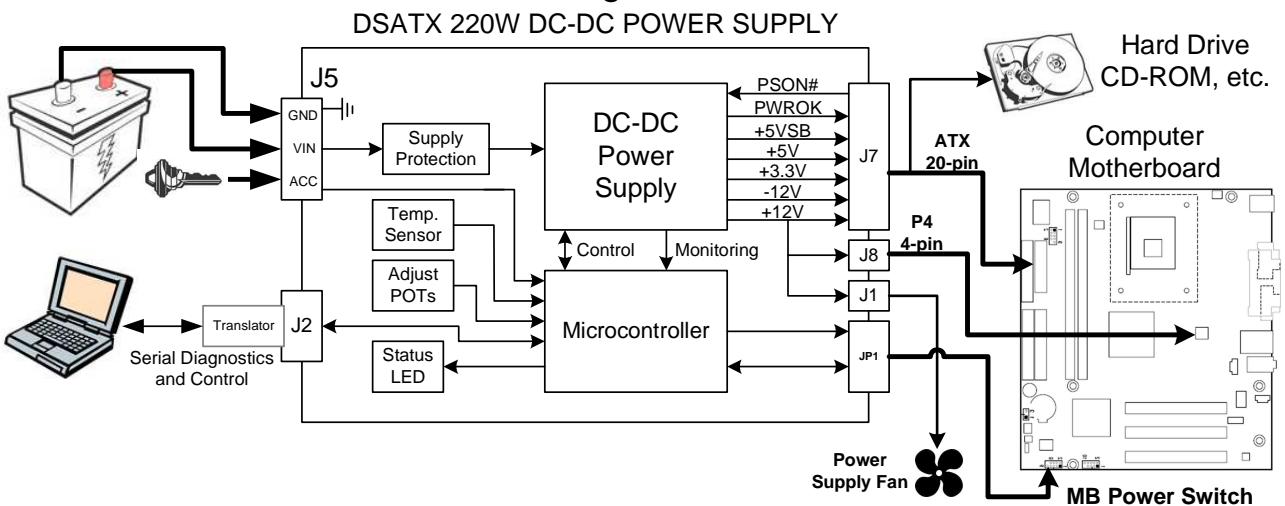 DSATX 220W DC-DC POWER SUPPLY
J5
GND
VIN
ACC
Supply
Protection
DC-DC
Power
Supply
PSON#
PWROK
+5VSB
+5V
+3.3V
-12V
+12V
J7
ATX
20-pin
Hard Drive
CD-ROM, etc.
Computer
Motherboard
Temp.
Sensor
Control
Monitoring
J8
P4
4-pin
Adjust
POTs
J1
Translator
J2
Serial Diagnostics
and Control
Microcontroller
JP1
Status
LED
Power
Supply Fan
MB Power Switch